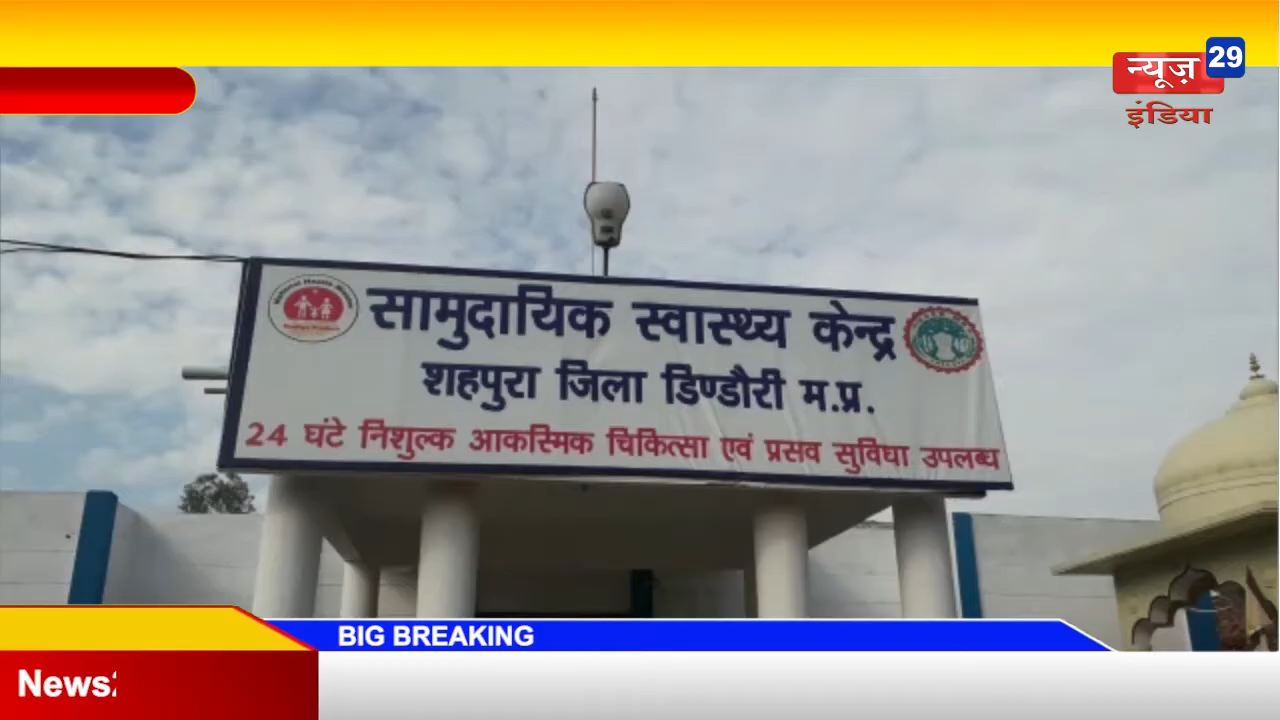 न्यूज़ 29
इंडिया
सामुदायिक स्वास्थ्य केन्द्र
शहपुरा जिला डिण्डौरी म.प्र.
24 घंटे निशुल्क आकस्मिक चिकित्सा एवं प्रसव सुविधा उपलब्ध
BIG BREAKING
News